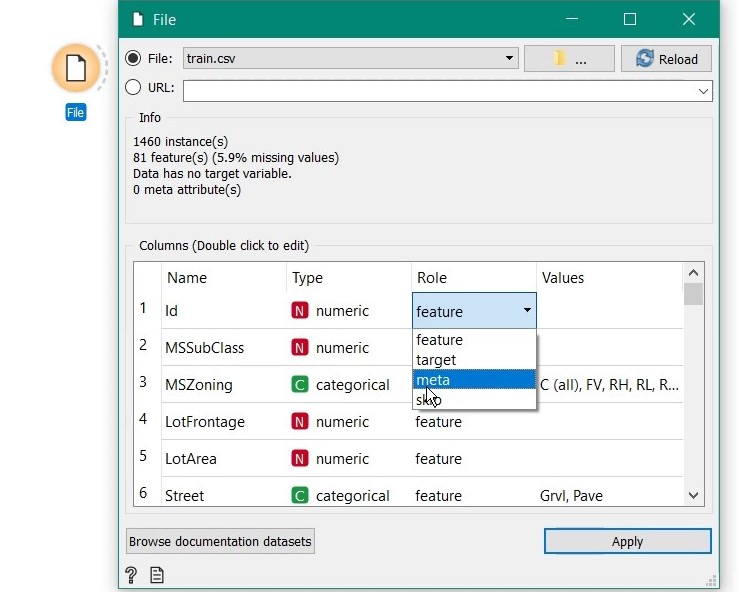 File
File
File: train.csv ... Reload
URL:
Info
1460 instance(s)
81 feature(s) (5.9% missing values)
Data has no target variable.
0 meta attribute(s)
Columns (Double click to edit)
Name Type Role Values
1 Id N numeric feature
feature
target
meta
skip
2 MSSubClass N numeric
3 MSZoning C categorical C (all), FV, RH, RL, R...
4 LotFrontage N numeric feature
5 LotArea N numeric feature
6 Street C categorical feature Grvl, Pave
Browse documentation datasets Apply
?